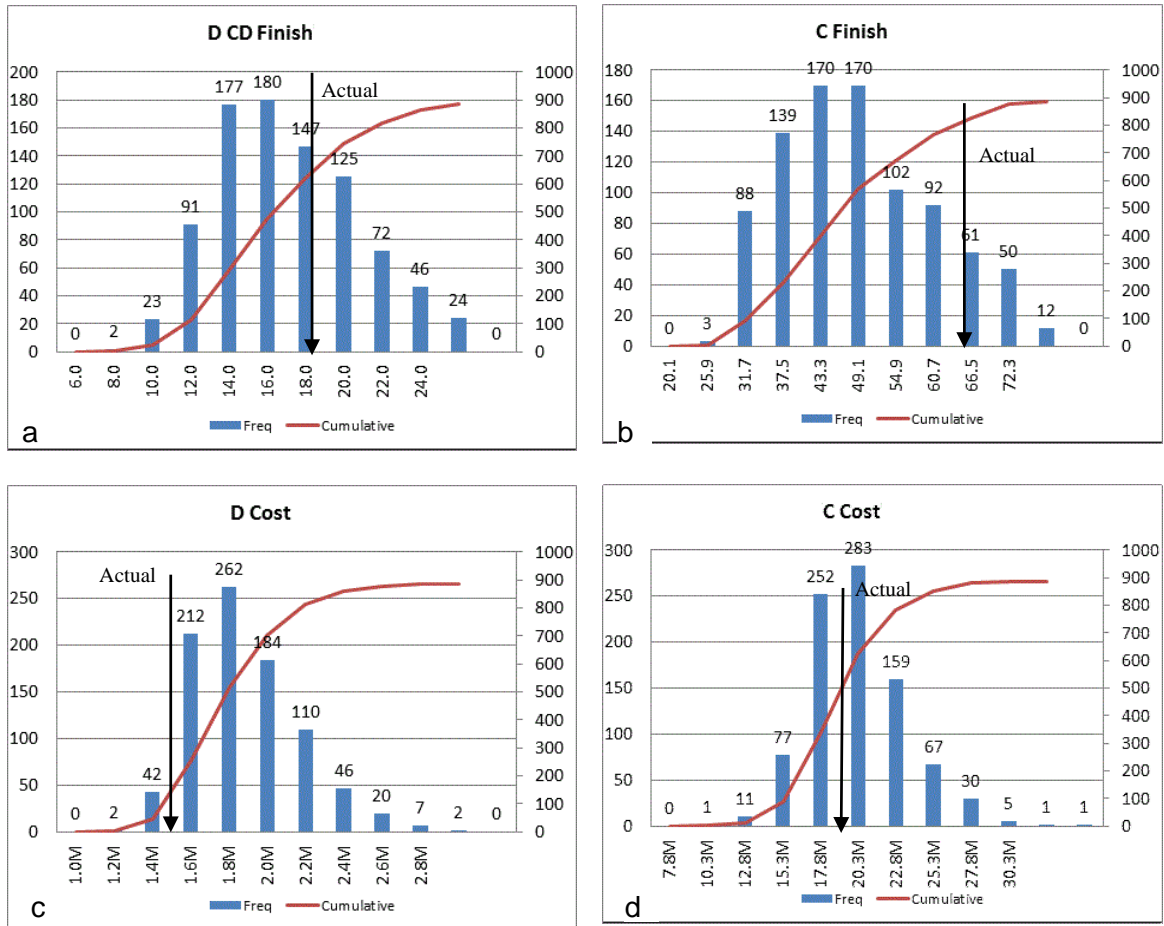 D CD Finish
200 180 160 140 120 100 80 60 40 20 0
1000 900 800 700 600 500 400 300 200 100 0
0 2 23 91 177 180 147 125 72 46 24 0
Actual
6.0 8.0 10.0 12.0 14.0 16.0 18.0 20.0 22.0 24.0
Freq Cumulative
a
C Finish
180 160 140 120 100 80 60 40 20 0
1000 900 800 700 600 500 400 300 200 100 0
0 3 88 139 170 170 102 92 61 50 12 0
Actual
20.1 25.9 31.7 37.5 43.3 49.1 54.9 60.7 66.5 72.3
Freq Cumulative
b
D Cost
300 250 200 150 100 50 0
1000 900 800 700 600 500 400 300 200 100 0
Actual
0 2 42 212 262 184 110 46 20 7 2 0
1.0M 1.2M 1.4M 1.6M 1.8M 2.0M 2.2M 2.4M 2.6M 2.8M
Freq Cumulative
c
C Cost
300 250 200 150 100 50 0
1000 900 800 700 600 500 400 300 200 100 0
0 1 11 77 252 283 159 67 30 5 1 1
Actual
7.8M 10.3M 12.8M 15.3M 17.8M 20.3M 22.8M 25.3M 27.8M 30.3M
Freq Cumulative
d